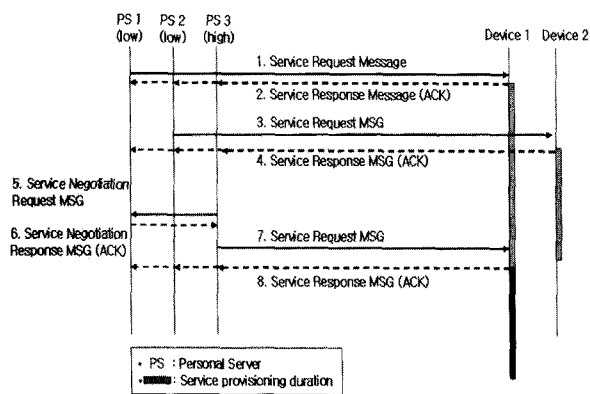 PS 1 PS 2 PS 3
(low) (low) (high)
Device 1 Device 2
1. Service Request Message
2. Service Response Message (ACK)
3. Service Request MSG
4. Service Response MSG (ACK)
5. Service Negotiation
Request MSG
6. Service Negotiation
Response MSG (ACK)
7. Service Request MSG
8. Service Response MSG (ACK)
• PS : Personal Server
• : Service provisioning duration